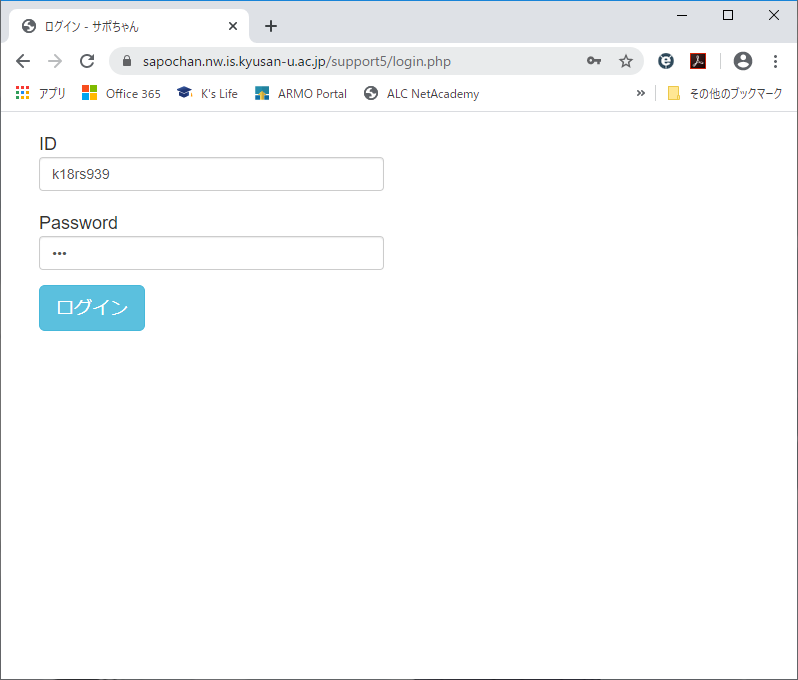 ログイン - サポちゃん
sapochan.nw.is.kyusan-u.ac.jp/support5/login.php
アプリ Office 365 K's Life ARMO Portal ALC NetAcademy » その他のブックマーク
ID
k18rs939
Password
•••
ログイン